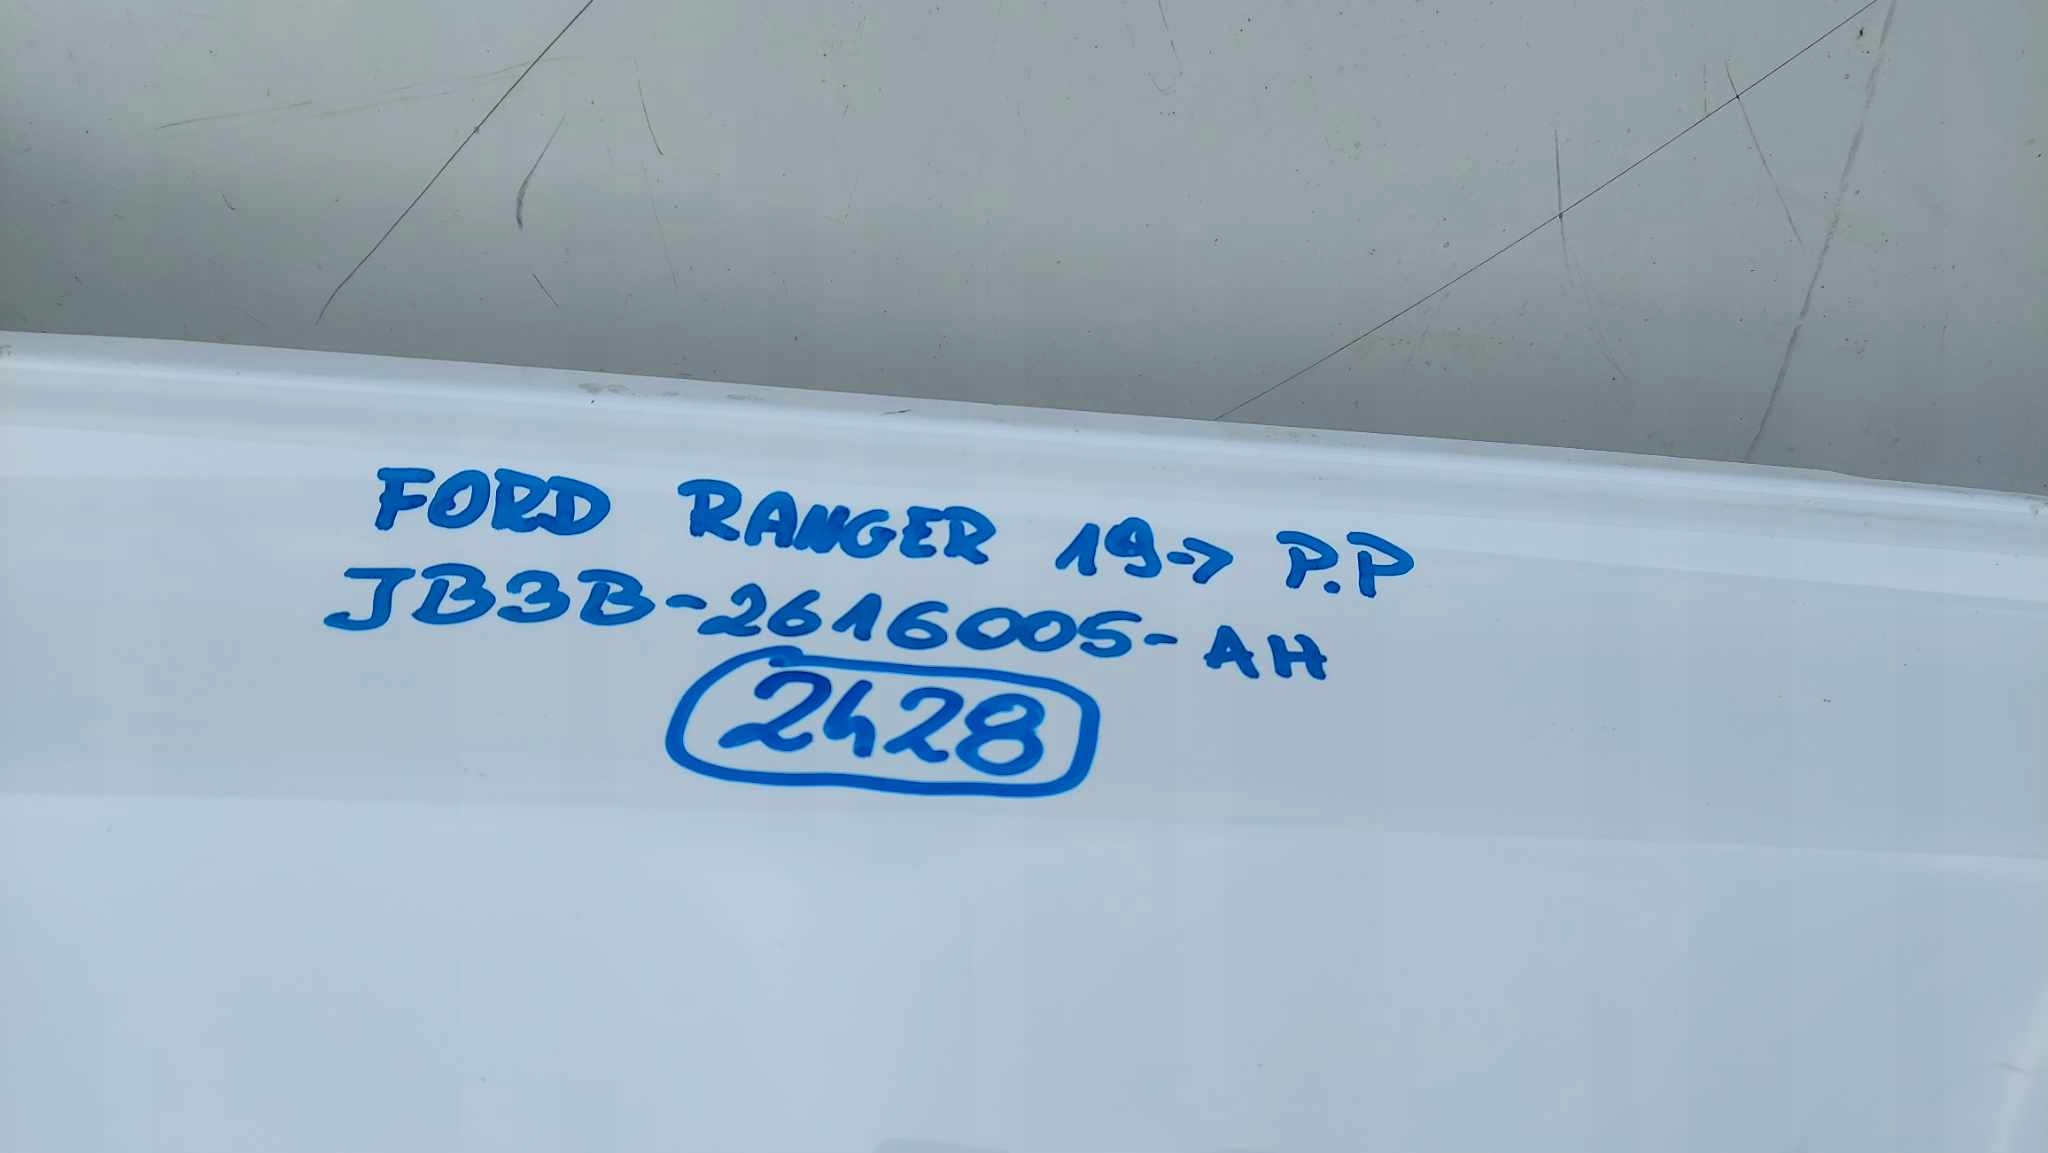 FORD RANGER 19-> P.P
JB3B-2616005-AH
2428